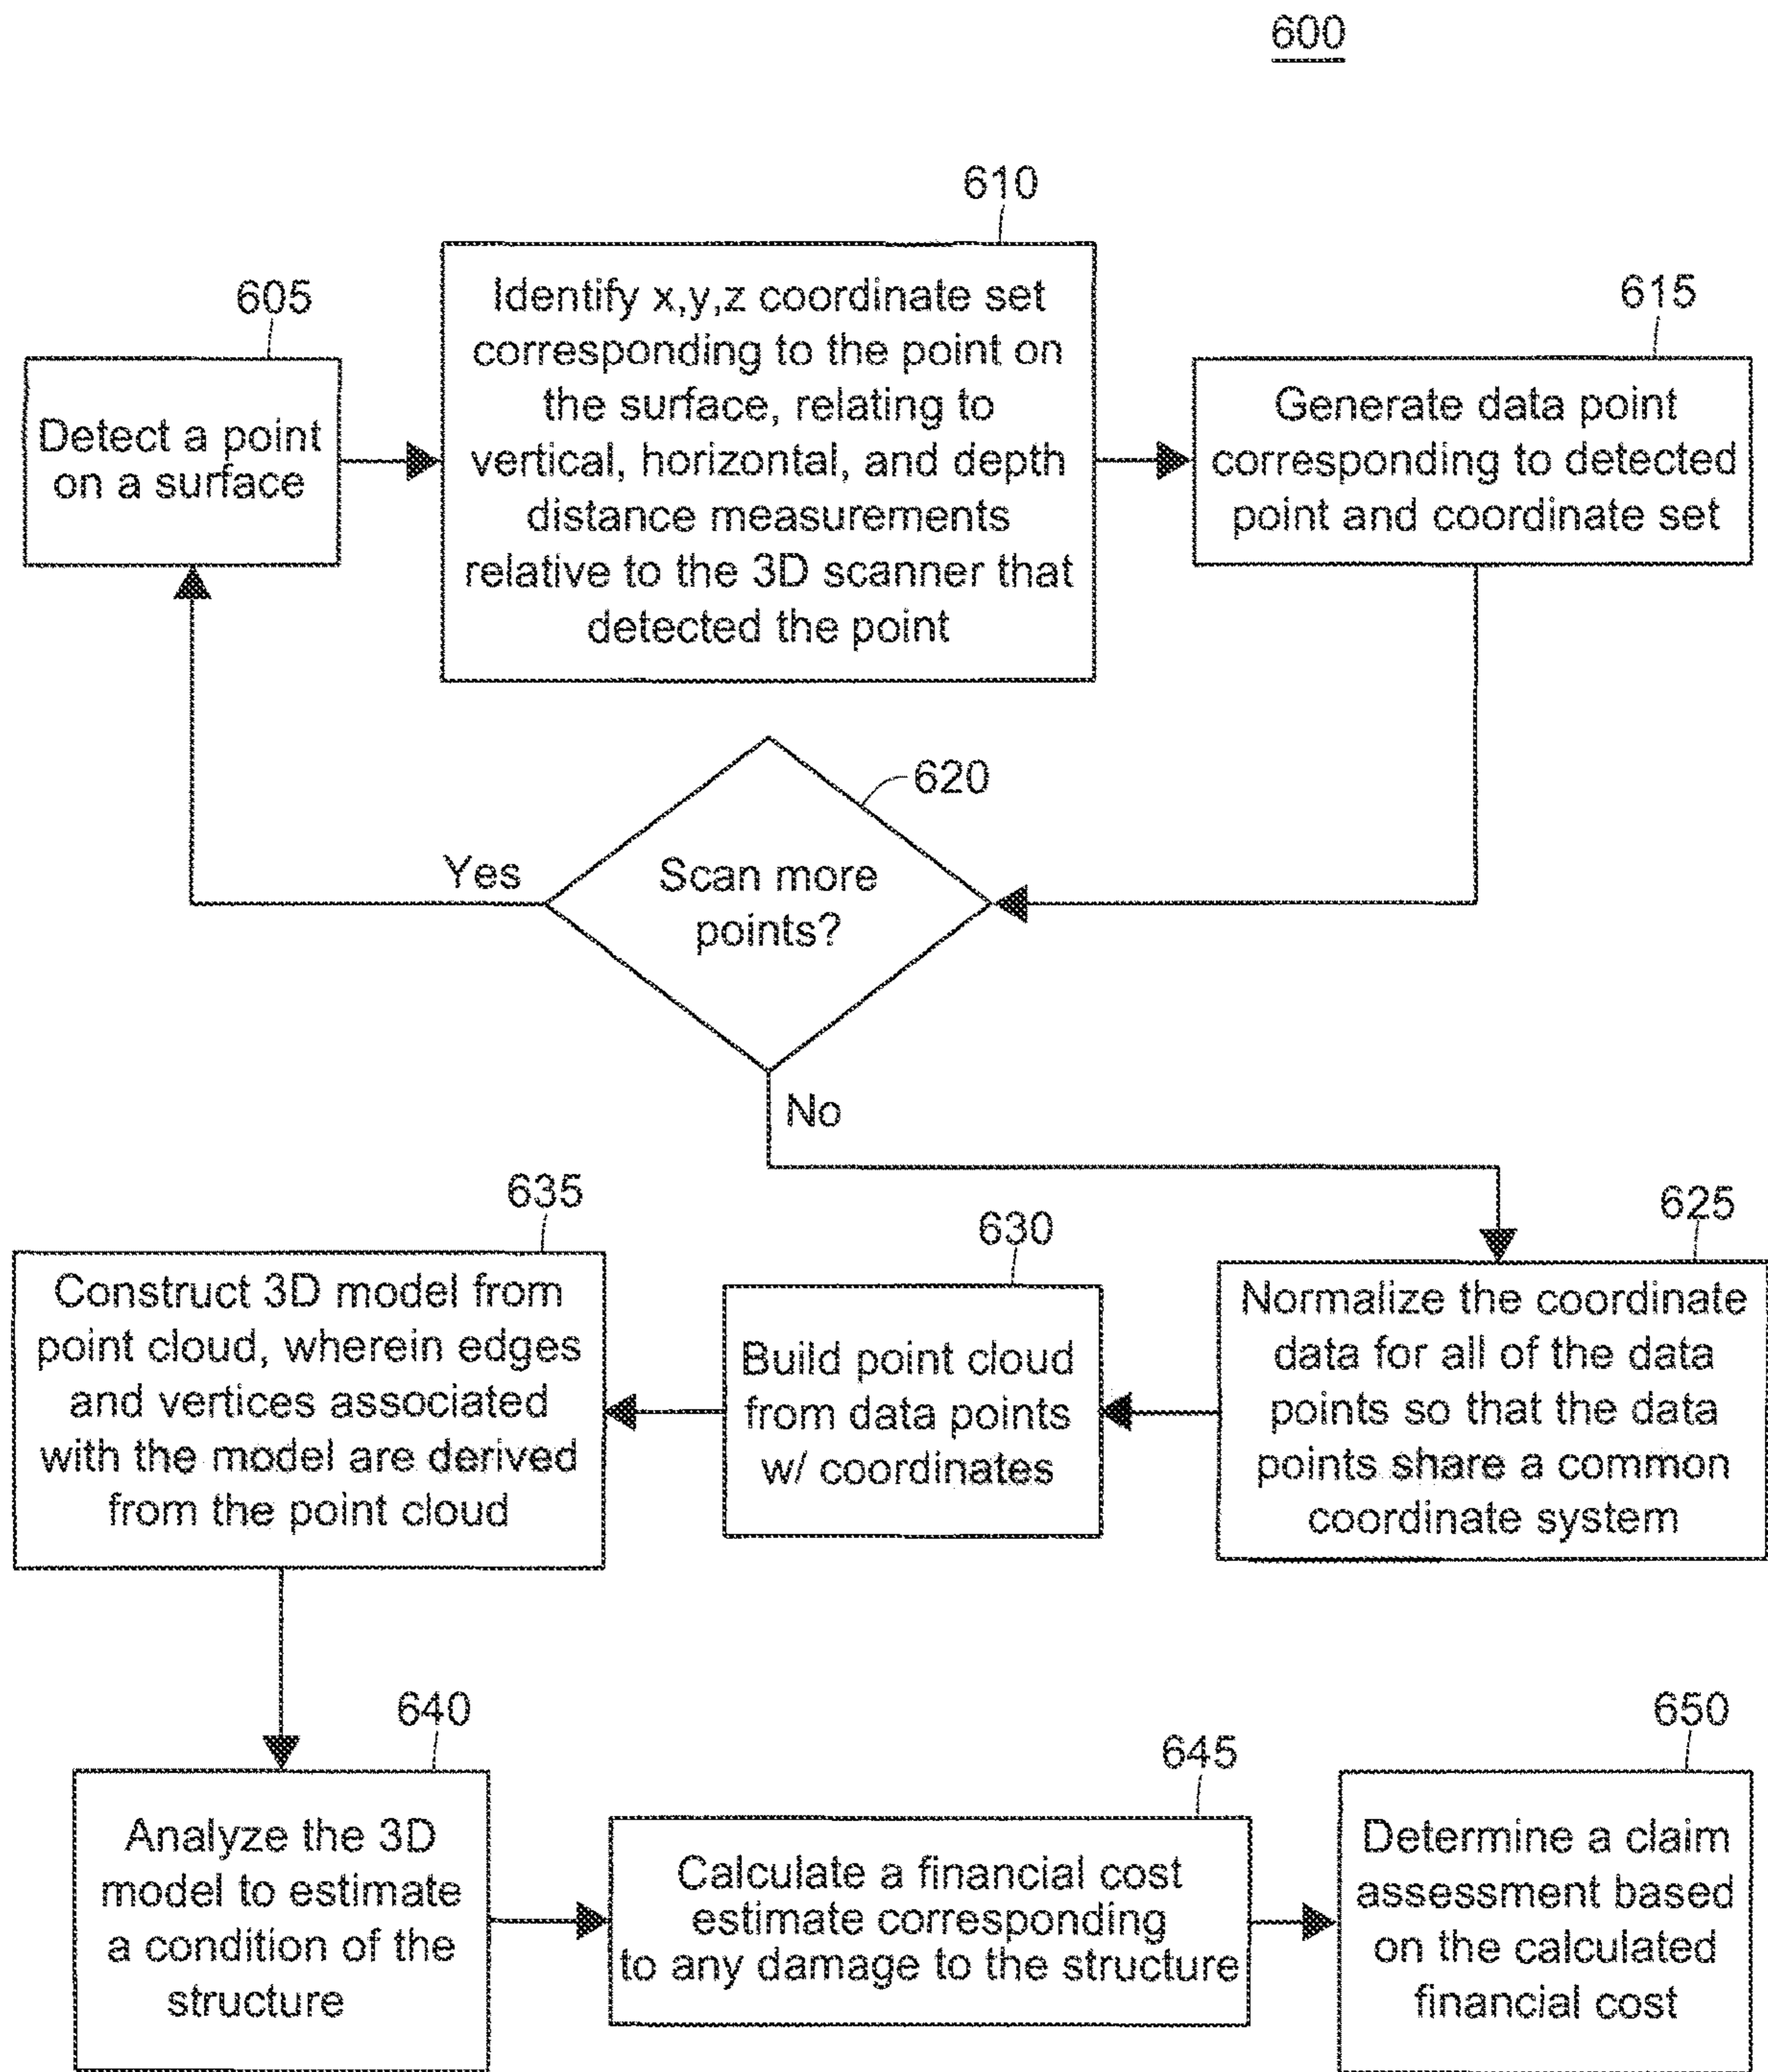 600
605
Detect a point
on a surface
610
Identify x,y,z coordinate set
corresponding to the point on
the surface, relating to
vertical, horizontal, and depth
distance measurements
relative to the 3D scanner that
detected the point
615
Generate data point
corresponding to detected
point and coordinate set
620
Scan more
points?
Yes
No
625
Normalize the coordinate
data for all of the data
points so that the data
points share a common
coordinate system
630
Build point cloud
from data points
w/ coordinates
635
Construct 3D model from
point cloud, wherein edges
and vertices associated
with the model are derived
from the point cloud
640
Analyze the 3D
model to estimate
a condition of the
structure
645
Calculate a financial cost
estimate corresponding
to any damage to the structure
650
Determine a claim
assessment based
on the calculated
financial cost